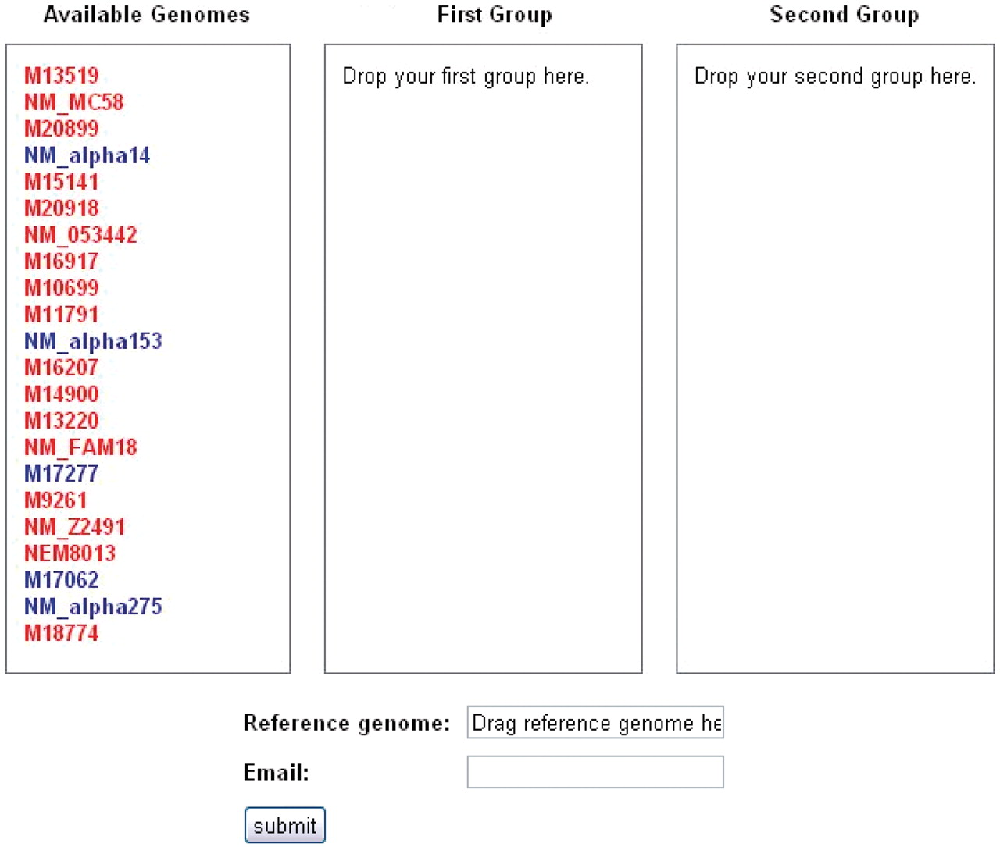 Available Genomes
First Group
Second Group
M13519
NM_MC58
M20899
NM_alpha14
M15141
M20918
NM_053442
M16917
M10699
M11791
NM_alpha153
M16207
M14900
M13220
NM_FAM18
M17277
M9261
NM_Z2491
NEM8013
M17062
NM_alpha275
M18774
Drop your first group here.
Drop your second group here.
Reference genome: Drag reference genome he
Email:
submit